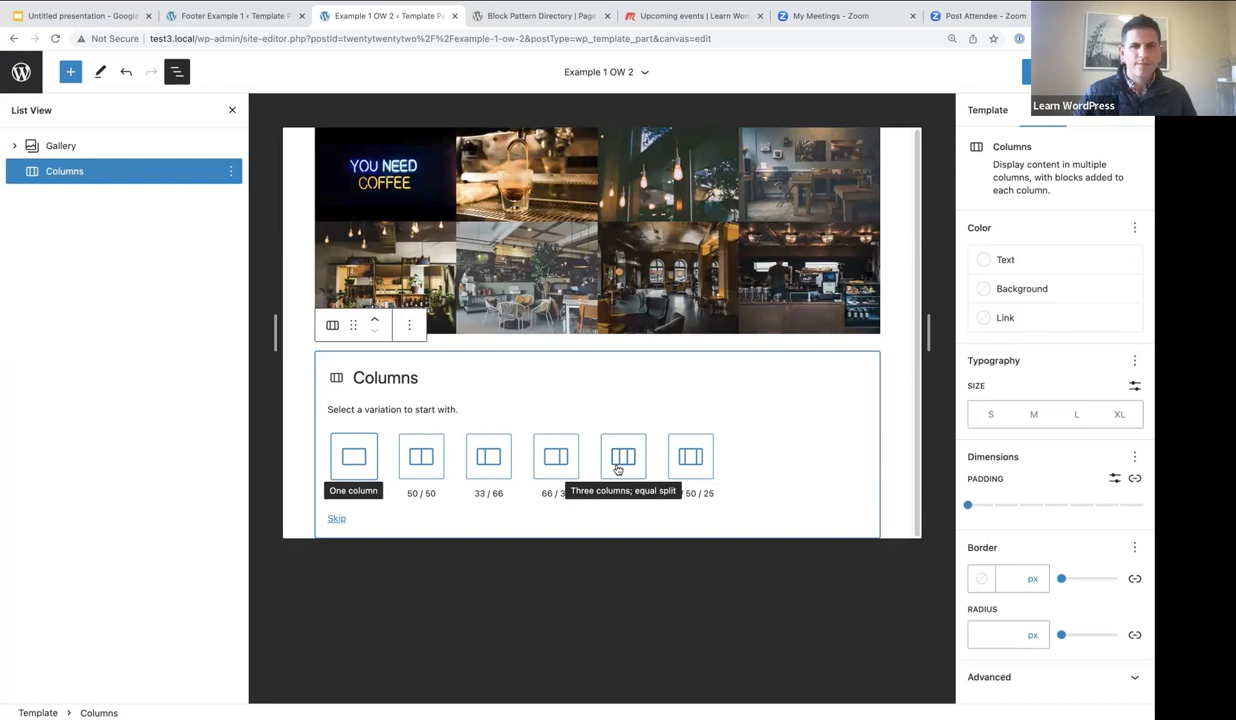 Untitled presentation - Google
Footer Example 1 ‹ Template P
Example 1 OW 2 ‹ Template Pa
Block Pattern Directory | Page
Upcoming events | Learn Wor
My Meetings - Zoom
Post Attendee - Zoom
Not Secure
test3.local/wp-admin/site-editor.php?postId=twentytwentytwo%2F%2Fexample-1-ow-2&postType=wp_template_part&canvas=edit
Example 1 OW 2
Learn WordPress
List View
Gallery
Columns
YOU NEED
COFFEE
Columns
Select a variation to start with.
One column
50 / 50
33 / 66
66 / 3
Three columns; equal split
/ 50 / 25
Skip
Template
Columns
Display content in multiple
columns, with blocks added to
each column.
Color
Text
Background
Link
Typography
SIZE
S
M
L
XL
Dimensions
PADDING
Border
px
RADIUS
px
Advanced
Template
Columns